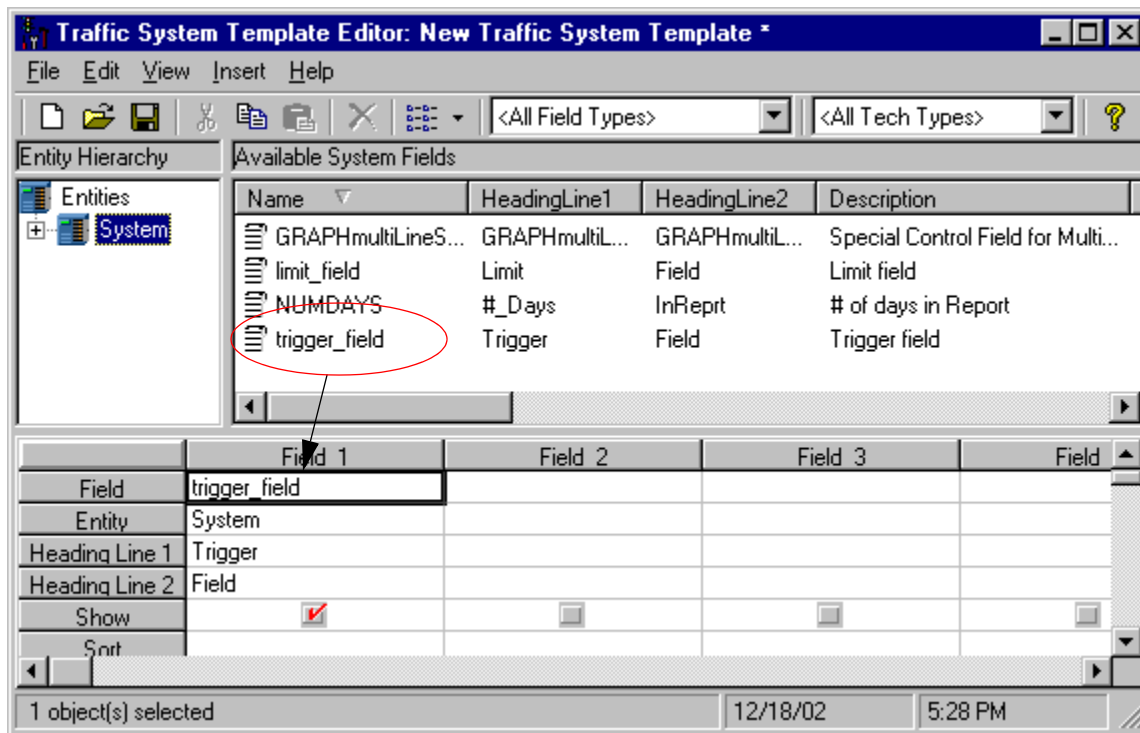 Traffic System Template Editor: New Traffic System Template *
File Edit View Insert Help
<All Field Types> <All Tech Types>
Entity Hierarchy Available System Fields
Entities
System
Name HeadingLine1 HeadingLine2 Description
GRAPHmultiLineS... GRAPHmultiL... GRAPHmultiL... Special Control Field for Multi...
limit_field Limit Field Limit field
NUMDAYS #_Days InReprt # of days in Report
trigger_field Trigger Field Trigger field
Field 1 Field 2 Field 3 Field
Field trigger_field
Entity System
Heading Line 1 Trigger
Heading Line 2 Field
Show
Sort
1 object(s) selected 12/18/02 5:28 PM